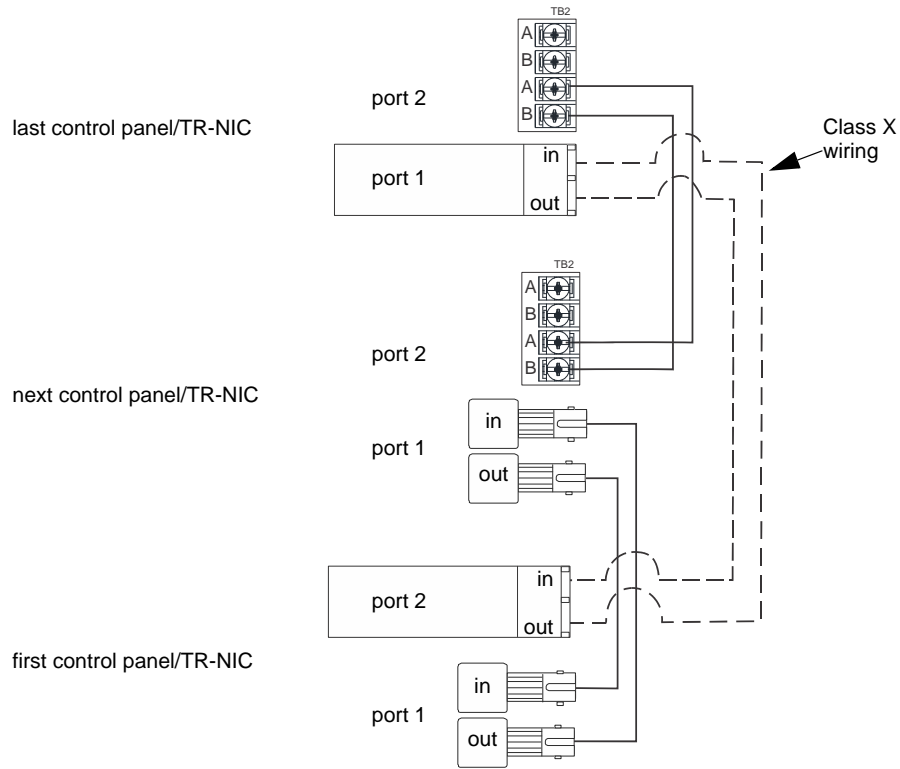 TB2
A
B
A
B
port 2
last control panel/TR-NIC
Class X
wiring
port 1
in
out
TB2
A
B
A
B
port 2
next control panel/TR-NIC
in
port 1
out
in
port 2
out
first control panel/TR-NIC
in
port 1
out